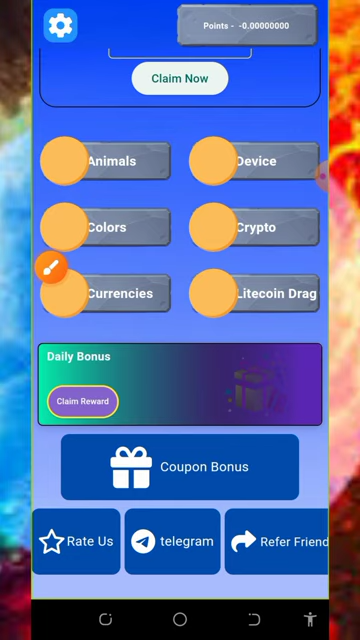 Points - -0.00000000
Claim Now
Animals
Device
Colors
Crypto
Currencies
Litecoin Drag
Daily Bonus
Claim Reward
Coupon Bonus
Rate Us
telegram
Refer Friend